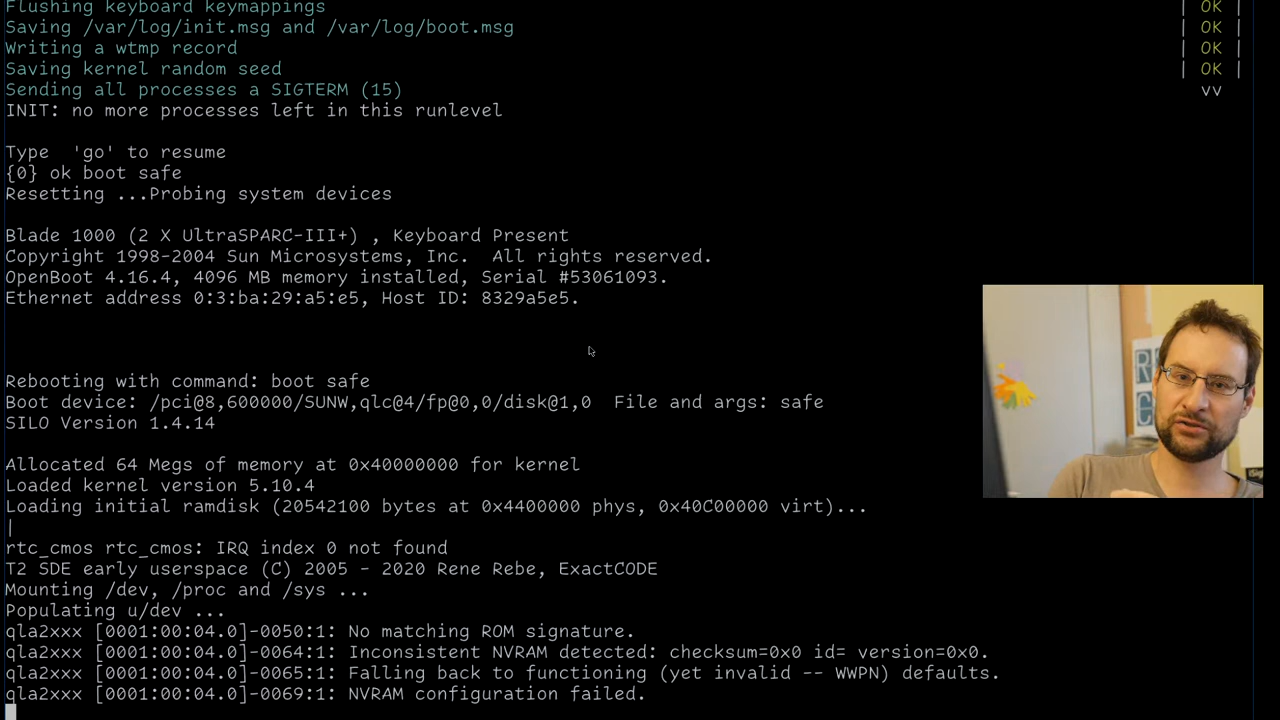 Flushing keyboard keymappings | OK |
Saving /var/log/init.msg and /var/log/boot.msg | OK |
Writing a wtmp record | OK |
Saving kernel random seed | OK |
Sending all processes a SIGTERM (15) vv
INIT: no more processes left in this runlevel
Type 'go' to resume
{0} ok boot safe
Resetting ...Probing system devices
Blade 1000 (2 X UltraSPARC-III+) , Keyboard Present
Copyright 1998-2004 Sun Microsystems, Inc. All rights reserved.
OpenBoot 4.16.4, 4096 MB memory installed, Serial #53061093.
Ethernet address 0:3:ba:29:a5:e5, Host ID: 8329a5e5.
Rebooting with command: boot safe
Boot device: /pci@8,600000/SUNW,qlc@4/fp@0,0/disk@1,0 File and args: safe
SILO Version 1.4.14
Allocated 64 Megs of memory at 0x40000000 for kernel
Loaded kernel version 5.10.4
Loading initial ramdisk (20542100 bytes at 0x4400000 phys, 0x40C00000 virt)...
|
rtc_cmos rtc_cmos: IRQ index 0 not found
T2 SDE early userspace (C) 2005 - 2020 Rene Rebe, ExactCODE
Mounting /dev, /proc and /sys ...
Populating u/dev ...
qla2xxx [0001:00:04.0]-0050:1: No matching ROM signature.
qla2xxx [0001:00:04.0]-0064:1: Inconsistent NVRAM detected: checksum=0x0 id= version=0x0.
qla2xxx [0001:00:04.0]-0065:1: Falling back to functioning (yet invalid -- WWPN) defaults.
qla2xxx [0001:00:04.0]-0069:1: NVRAM configuration failed.